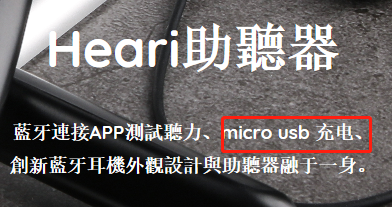 Heari助聽器
藍牙連接APP測試聽力、micro usb 充电、
創新藍牙耳機外觀設計與助聽器融于一身。